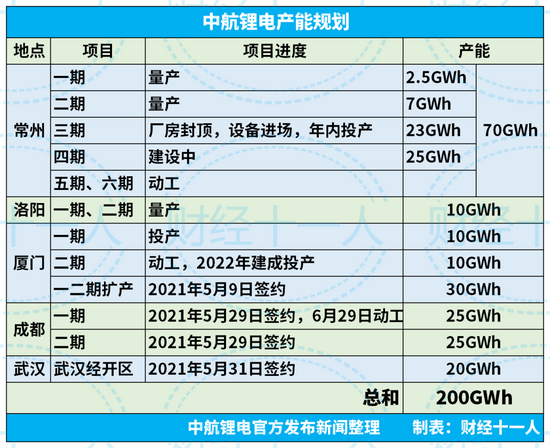 中航锂电产能规划
地点 项目 项目进度 产能
常州 一期 量产 2.5GWh 70GWh
二期 量产 7GWh
三期 厂房封顶，设备进场，年内投产 23GWh
四期 建设中 25GWh
五期、六期 动工
洛阳 一期、二期 量产 10GWh
厦门 一期 投产 10GWh
二期 动工，2022年建成投产 10GWh
一二期扩产 2021年5月9日签约 30GWh
成都 一期 2021年5月29日签约，6月29日动工 25GWh
二期 2021年5月29日签约 25GWh
武汉 武汉经开区 2021年5月31日签约 20GWh
总和 200GWh
中航锂电官方发布新闻整理 制表：财经十一人
财经十一人